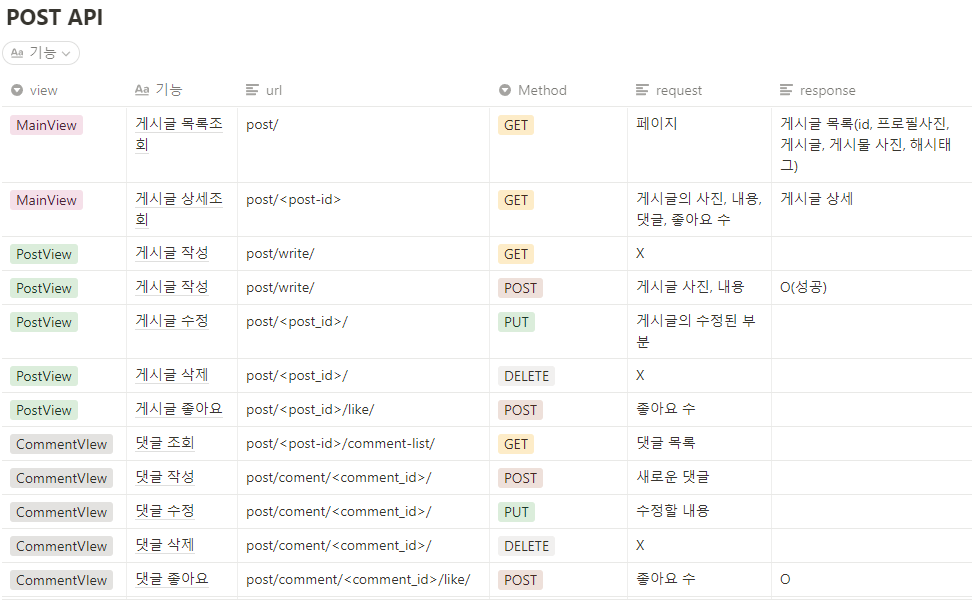 POST API
Aa 기능
view Aa 기능 url Method request response
MainView 게시글 목록조 post/ GET 페이지 게시글 목록(id, 프로필사진,
회 게시글, 게시물 사진, 해시태
그)
MainView 게시글 상세조 post/<post-id> GET 게시글의 사진, 내용, 게시글 상세
회 댓글, 좋아요 수
PostView 게시글 작성 post/write/ GET X
PostView 게시글 작성 post/write/ POST 게시글 사진, 내용 O(성공)
PostView 게시글 수정 post/<post_id>/ PUT 게시글의 수정된 부
분
PostView 게시글 삭제 post/<post_id>/ DELETE X
PostView 게시글 좋아요 post/<post_id>/like/ POST 좋아요 수
CommentVIew 댓글 조회 post/<post-id>/comment-list/ GET 댓글 목록
CommentVIew 댓글 작성 post/coment/<comment_id>/ POST 새로운 댓글
CommentVIew 댓글 수정 post/coment/<comment_id>/ PUT 수정할 내용
CommentVIew 댓글 삭제 post/coment/<comment_id>/ DELETE X
CommentVIew 댓글 좋아요 post/comment/<comment_id>/like/ POST 좋아요 수 O